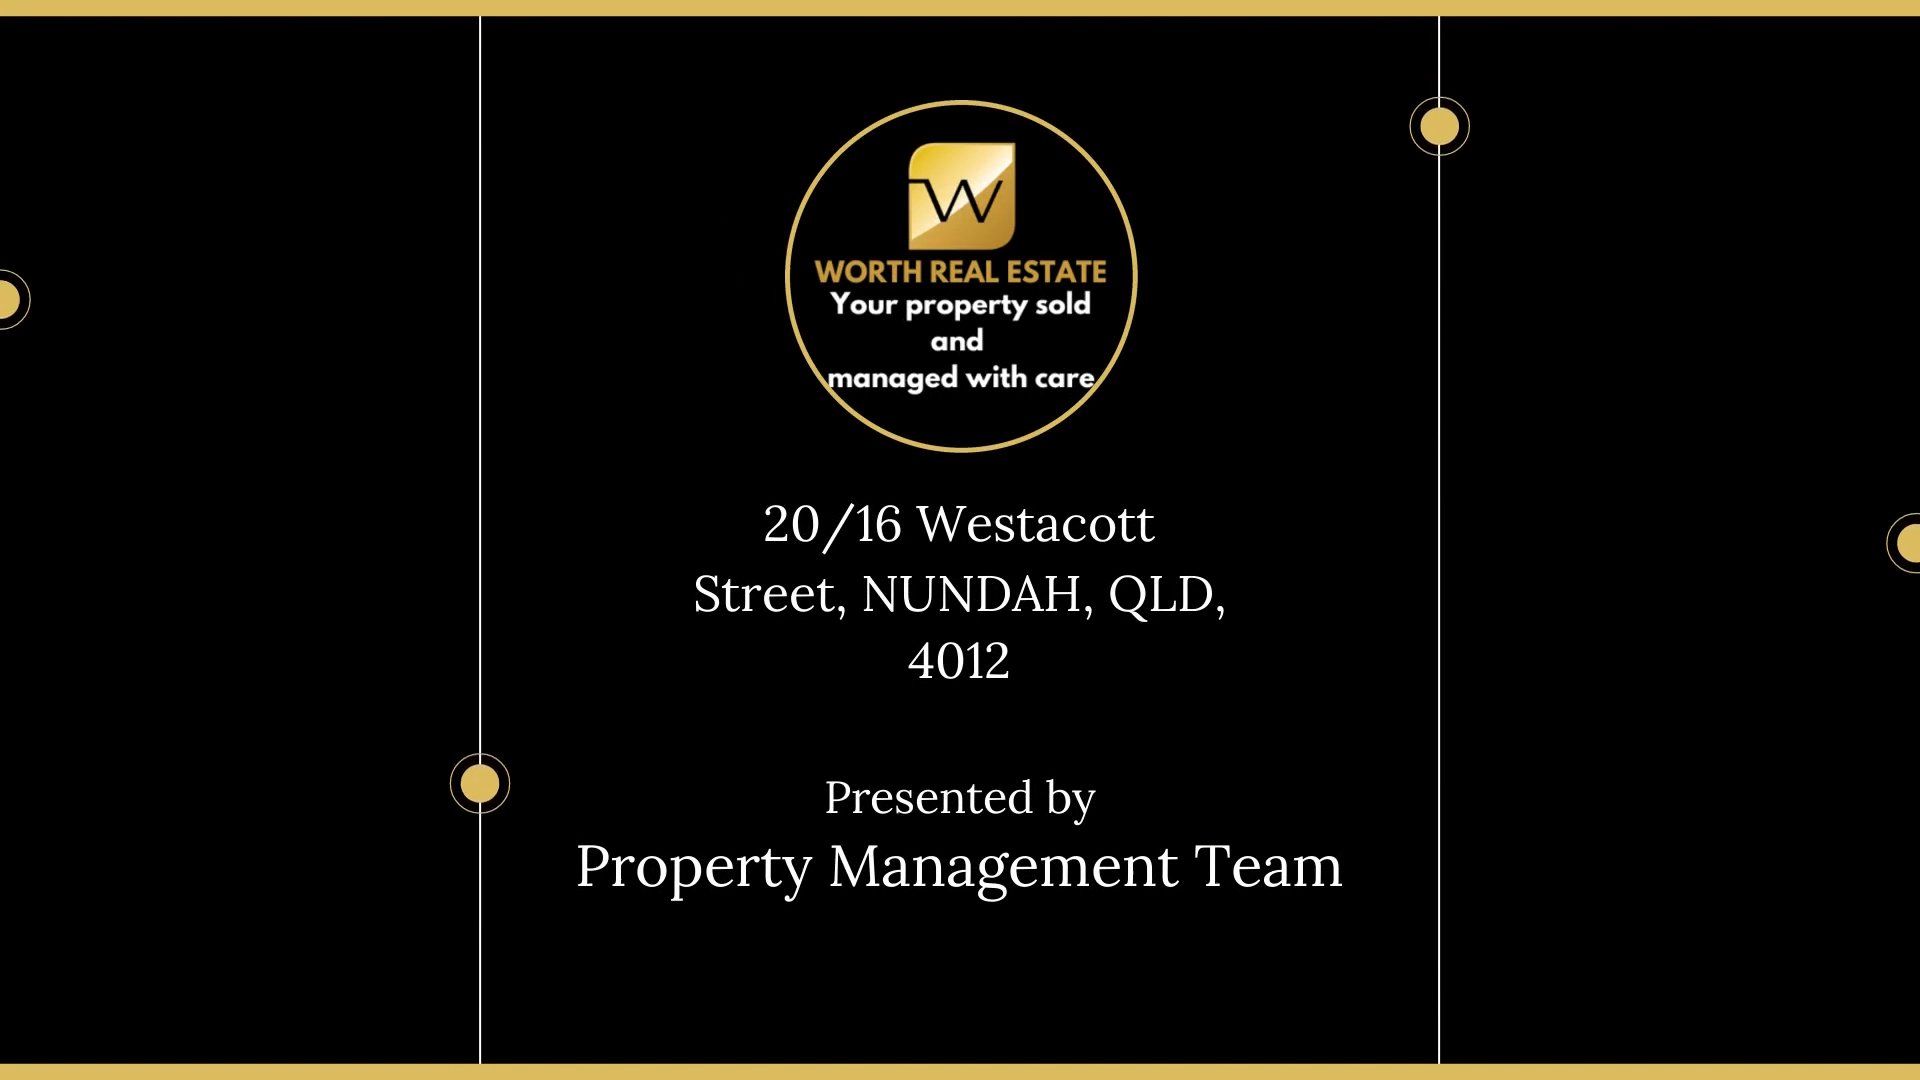 W
WORTH REAL ESTATE
Your property sold
and
managed with care
20/16 Westacott
Street, NUNDAH, QLD,
4012
Presented by
Property Management Team